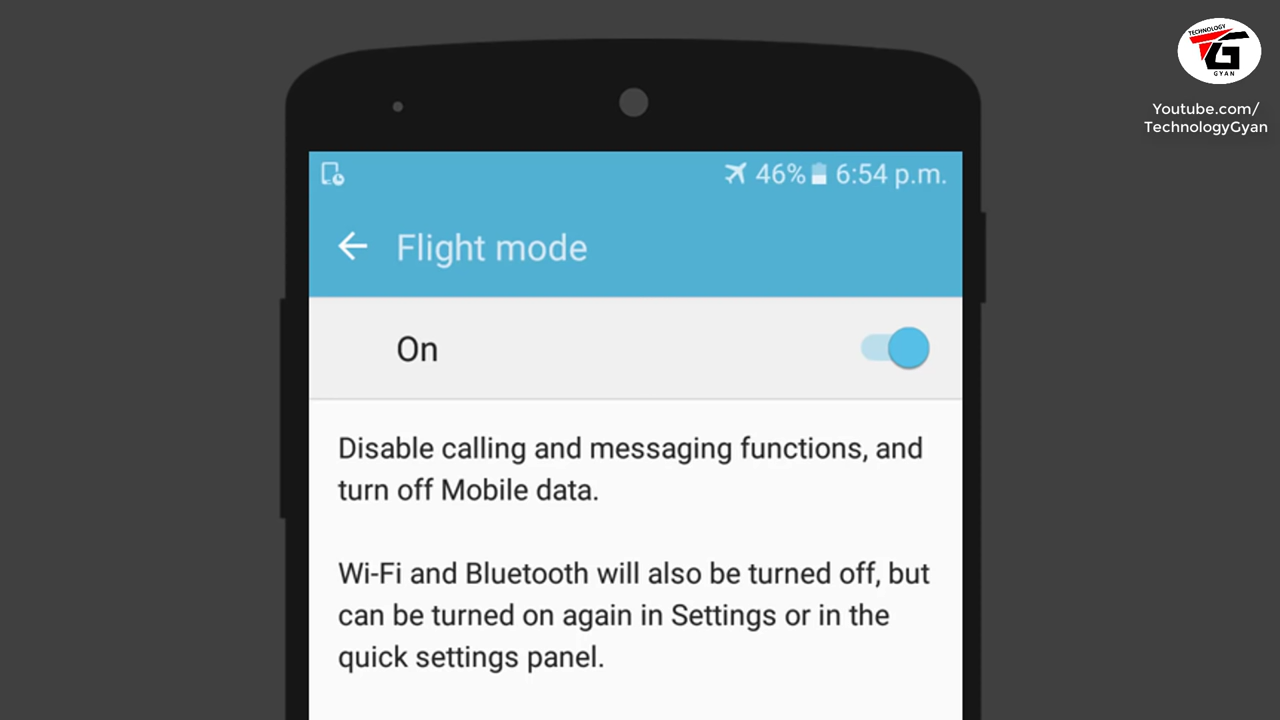 TECHNOLOGY
TG
GYAN
Youtube.com/
TechnologyGyan
46% 6:54 p.m.
Flight mode
On
Disable calling and messaging functions, and
turn off Mobile data.
Wi-Fi and Bluetooth will also be turned off, but
can be turned on again in Settings or in the
quick settings panel.